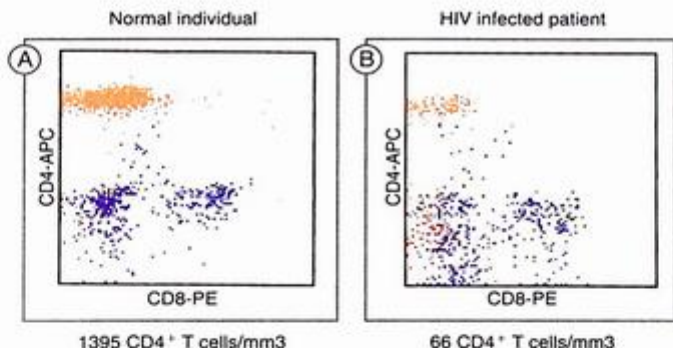 Normal individual
HIV infected patient
A
B
CD4-APC
CD4-APC
CD8-PE
CD8-PE
1395 CD4⁺ T cells/mm3
66 CD4⁺ T cells/mm3